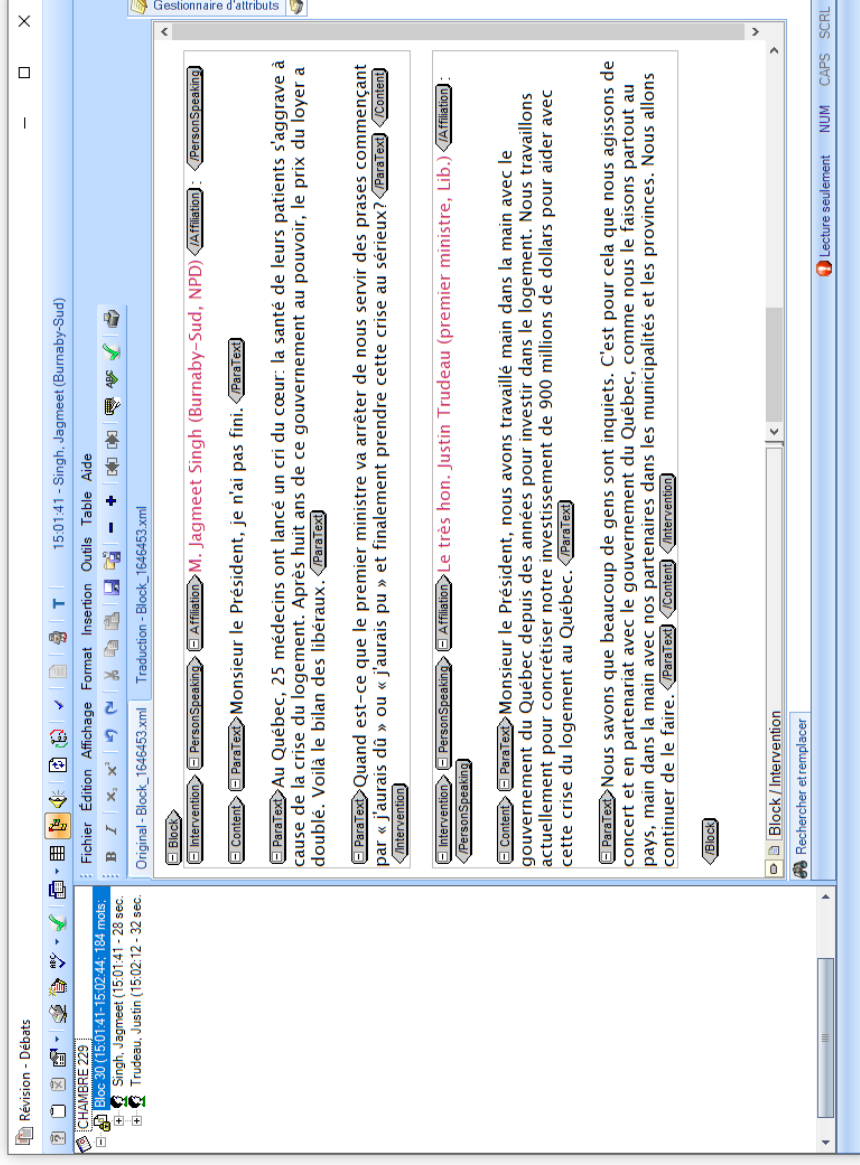 Révision - Débats
15:01:41 - Singh, Jagmeet (Burnaby-Sud)
CHAMBRE 229
Bloc 30 (15:01:41-15:02:44; 184 mots;
Singh, Jagmeet (15:01:41 - 28 sec.
Trudeau, Justin (15:02:12 - 32 sec.
Fichier Édition Affichage Format Insertion Outils Table Aide
Original - Block_1646453.xml Traduction - Block_1646453.xml
Gestionnaire d'attributs
Block
Intervention PersonSpeaking Affiliation M. Jagmeet Singh (Burnaby-Sud, NPD) /Affiliation : /PersonSpeaking
Content ParaText Monsieur le Président, je n'ai pas fini. /ParaText
ParaText Au Québec, 25 médecins ont lancé un cri du cœur: la santé de leurs patients s'aggrave à
cause de la crise du logement. Après huit ans de ce gouvernement au pouvoir, le prix du loyer a
doublé. Voilà le bilan des libéraux. /ParaText
ParaText Quand est-ce que le premier ministre va arrêter de nous servir des prases commençant
par « j'aurais dû » ou « j'aurais pu » et finalement prendre cette crise au sérieux? /ParaText /Content
/Intervention
Intervention PersonSpeaking Affiliation Le très hon. Justin Trudeau (premier ministre, Lib.) /Affiliation :
/PersonSpeaking
Content ParaText Monsieur le Président, nous avons travaillé main dans la main avec le
gouvernement du Québec depuis des années pour investir dans le logement. Nous travaillons
actuellement pour concrétiser notre investissement de 900 millions de dollars pour aider avec
cette crise du logement au Québec. /ParaText
ParaText Nous savons que beaucoup de gens sont inquiets. C'est pour cela que nous agissons de
concert et en partenariat avec le gouvernement du Québec, comme nous le faisons partout au
pays, main dans la main avec nos partenaires dans les municipalités et les provinces. Nous allons
continuer de le faire. /ParaText /Content /Intervention
/Block
Block / Intervention
Rechercher et remplacer
Lecture seulement NUM CAPS SCRL